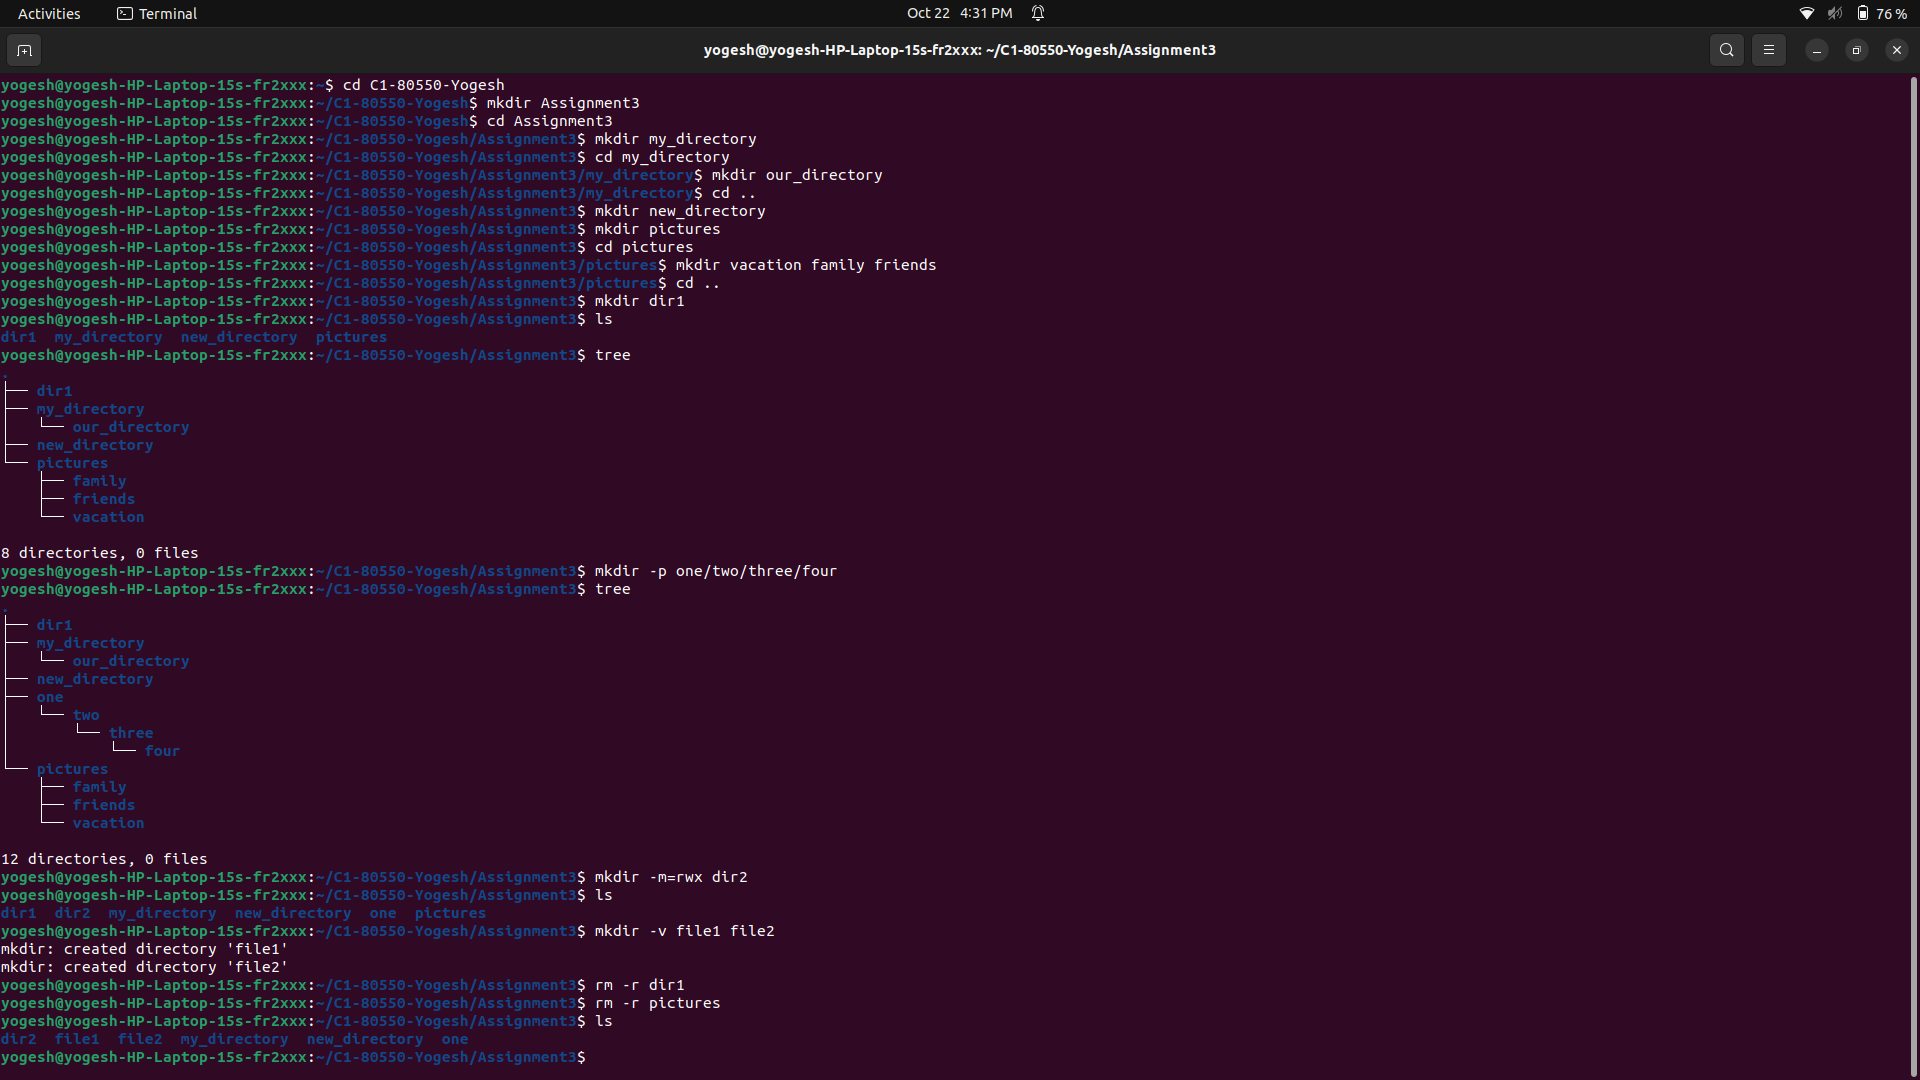 Activities Terminal Oct 22 4:31 PM 76 %
yogesh@yogesh-HP-Laptop-15s-fr2xxx: ~/C1-80550-Yogesh/Assignment3
yogesh@yogesh-HP-Laptop-15s-fr2xxx:~$ cd C1-80550-Yogesh
yogesh@yogesh-HP-Laptop-15s-fr2xxx:~/C1-80550-Yogesh$ mkdir Assignment3
yogesh@yogesh-HP-Laptop-15s-fr2xxx:~/C1-80550-Yogesh$ cd Assignment3
yogesh@yogesh-HP-Laptop-15s-fr2xxx:~/C1-80550-Yogesh/Assignment3$ mkdir my_directory
yogesh@yogesh-HP-Laptop-15s-fr2xxx:~/C1-80550-Yogesh/Assignment3$ cd my_directory
yogesh@yogesh-HP-Laptop-15s-fr2xxx:~/C1-80550-Yogesh/Assignment3/my_directory$ mkdir our_directory
yogesh@yogesh-HP-Laptop-15s-fr2xxx:~/C1-80550-Yogesh/Assignment3/my_directory$ cd ..
yogesh@yogesh-HP-Laptop-15s-fr2xxx:~/C1-80550-Yogesh/Assignment3$ mkdir new_directory
yogesh@yogesh-HP-Laptop-15s-fr2xxx:~/C1-80550-Yogesh/Assignment3$ mkdir pictures
yogesh@yogesh-HP-Laptop-15s-fr2xxx:~/C1-80550-Yogesh/Assignment3$ cd pictures
yogesh@yogesh-HP-Laptop-15s-fr2xxx:~/C1-80550-Yogesh/Assignment3/pictures$ mkdir vacation family friends
yogesh@yogesh-HP-Laptop-15s-fr2xxx:~/C1-80550-Yogesh/Assignment3/pictures$ cd ..
yogesh@yogesh-HP-Laptop-15s-fr2xxx:~/C1-80550-Yogesh/Assignment3$ mkdir dir1
yogesh@yogesh-HP-Laptop-15s-fr2xxx:~/C1-80550-Yogesh/Assignment3$ ls
dir1  my_directory  new_directory  pictures
yogesh@yogesh-HP-Laptop-15s-fr2xxx:~/C1-80550-Yogesh/Assignment3$ tree
.
├── dir1
├── my_directory
│   └── our_directory
├── new_directory
└── pictures
    ├── family
    ├── friends
    └── vacation

8 directories, 0 files
yogesh@yogesh-HP-Laptop-15s-fr2xxx:~/C1-80550-Yogesh/Assignment3$ mkdir -p one/two/three/four
yogesh@yogesh-HP-Laptop-15s-fr2xxx:~/C1-80550-Yogesh/Assignment3$ tree
.
├── dir1
├── my_directory
│   └── our_directory
├── new_directory
├── one
│   └── two
│       └── three
│           └── four
└── pictures
    ├── family
    ├── friends
    └── vacation

12 directories, 0 files
yogesh@yogesh-HP-Laptop-15s-fr2xxx:~/C1-80550-Yogesh/Assignment3$ mkdir -m=rwx dir2
yogesh@yogesh-HP-Laptop-15s-fr2xxx:~/C1-80550-Yogesh/Assignment3$ ls
dir1  dir2  my_directory  new_directory  one  pictures
yogesh@yogesh-HP-Laptop-15s-fr2xxx:~/C1-80550-Yogesh/Assignment3$ mkdir -v file1 file2
mkdir: created directory 'file1'
mkdir: created directory 'file2'
yogesh@yogesh-HP-Laptop-15s-fr2xxx:~/C1-80550-Yogesh/Assignment3$ rm -r dir1
yogesh@yogesh-HP-Laptop-15s-fr2xxx:~/C1-80550-Yogesh/Assignment3$ rm -r pictures
yogesh@yogesh-HP-Laptop-15s-fr2xxx:~/C1-80550-Yogesh/Assignment3$ ls
dir2  file1  file2  my_directory  new_directory  one
yogesh@yogesh-HP-Laptop-15s-fr2xxx:~/C1-80550-Yogesh/Assignment3$